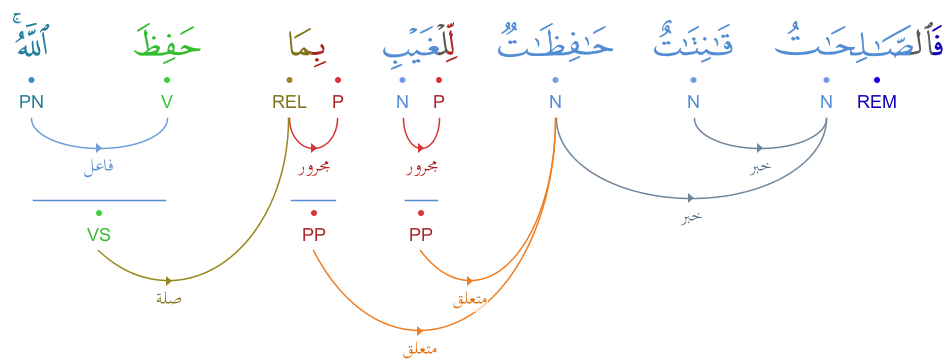 فَٱلصَّـٰلِحَـٰتُ قَـٰنِتَـٰتٌ حَـٰفِظَـٰتٌ لِّلْغَيْبِ بِمَا حَفِظَ ٱللَّهُ ۚ
REM N N N P N P REL V PN
خبر مجرور مجرور فاعل
خبر
PP PP VS
متعلق صلة
متعلق